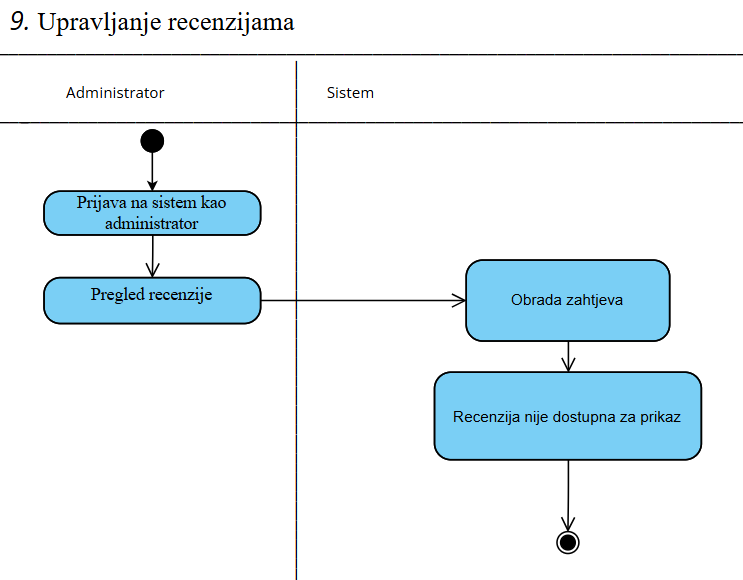 9. Upravljanje recenzijama
Administrator
Sistem
Prijava na sistem kao
administrator
Pregled recenzije
Obrada zahtjeva
Recenzija nije dostupna za prikaz